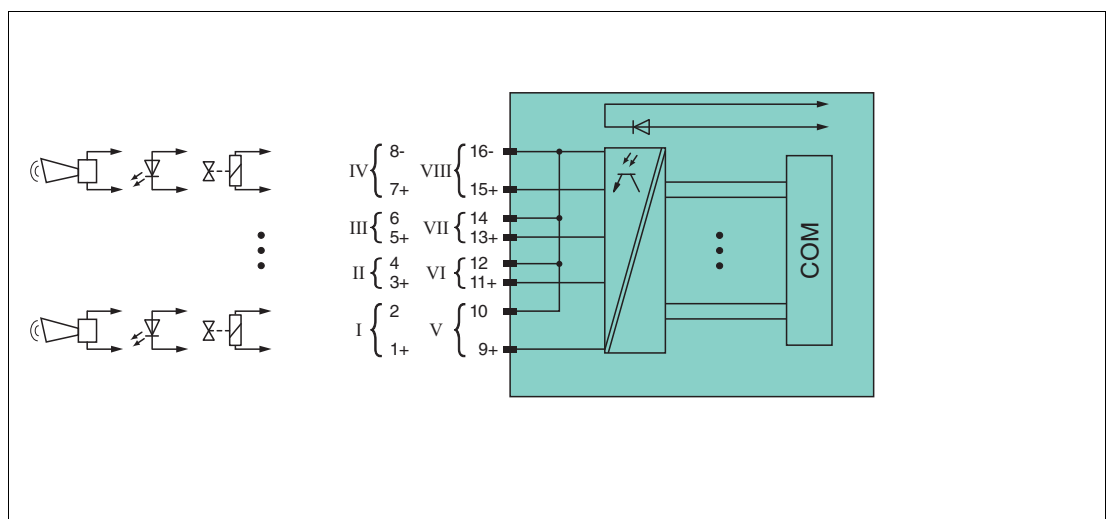 IV 8- VIII 16-
7+ 15+
III 6 VII 14
5+ 13+
II 4 VI 12
3+ 11+
I 2 V 10
1+ 9+
COM